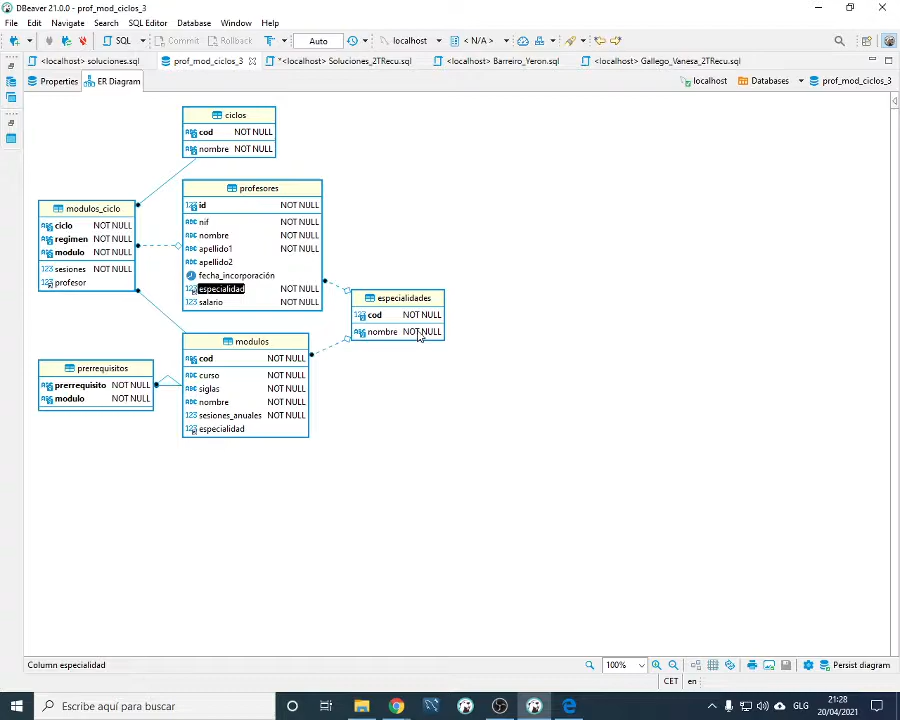 DBeaver 21.0.0 - prof_mod_ciclos_3
File Edit Navigate Search SQL Editor Database Window Help
SQL Commit Rollback Auto localhost < N/A >
<localhost> soluciones.sql prof_mod_ciclos_3 *<localhost> Soluciones_2TRecu.sql <localhost> Barreiro_Yeron.sql <localhost> Gallego_Vanesa_2TRecu.sql
Properties ER Diagram localhost Databases prof_mod_ciclos_3
ciclos
cod NOT NULL
nombre NOT NULL
profesores
id NOT NULL
nif NOT NULL
nombre NOT NULL
apellido1 NOT NULL
apellido2
fecha_incorporación
especialidad NOT NULL
salario NOT NULL
modulos_ciclo
ciclo NOT NULL
regimen NOT NULL
modulo NOT NULL
sesiones NOT NULL
profesor
especialidades
cod NOT NULL
nombre NOT NULL
modulos
cod NOT NULL
curso NOT NULL
siglas NOT NULL
nombre NOT NULL
sesiones_anuales NOT NULL
especialidad
prerrequisitos
prerrequisito NOT NULL
modulo NOT NULL
Column especialidad 100% Persist diagram
CET en
Escribe aquí para buscar GLG 21:28
20/04/2021